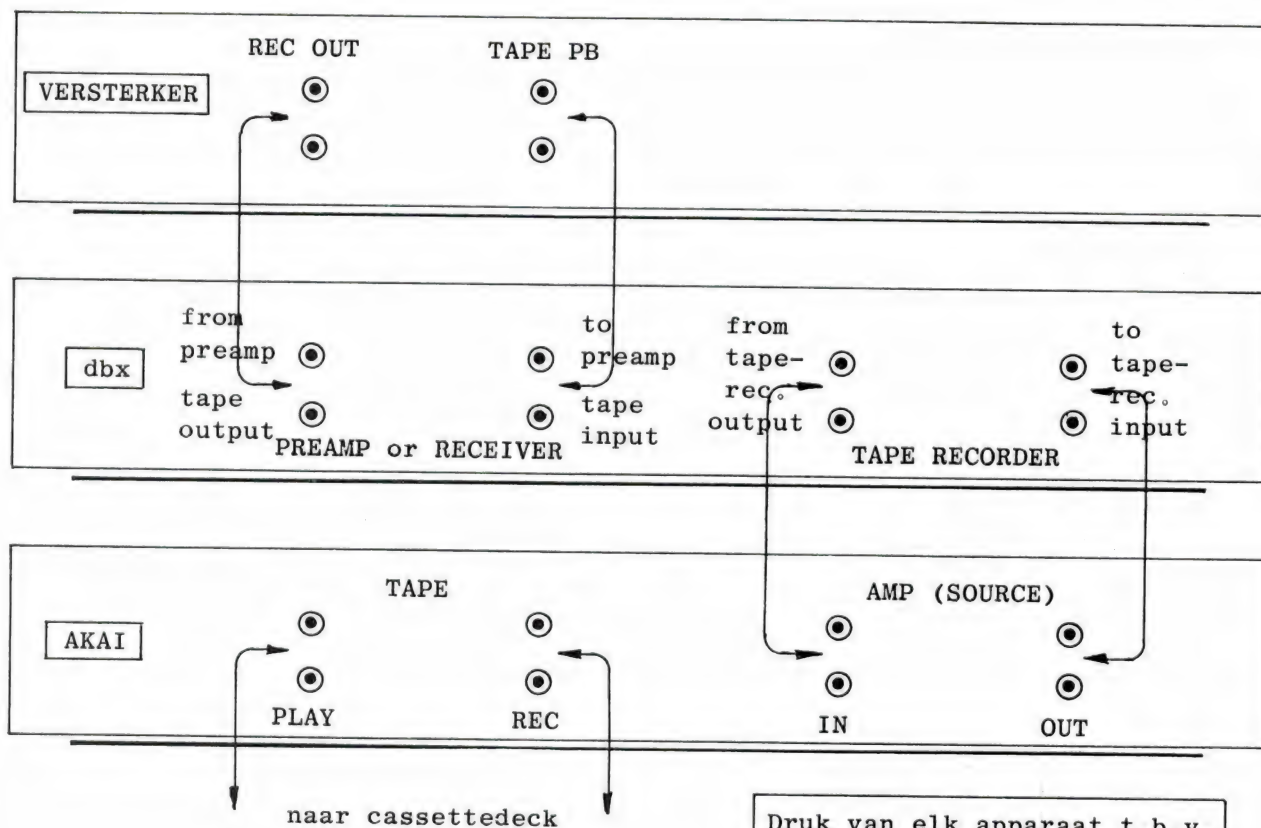 REC OUT TAPE PB
VERSTERKER
from preamp
tape output
to preamp
tape input
from tape-rec. output
to tape-rec. input
dbx
PREAMP or RECEIVER TAPE RECORDER
TAPE AMP (SOURCE)
AKAI
PLAY REC IN OUT
naar cassettedeck
Druk van elk apparaat t.b.v.